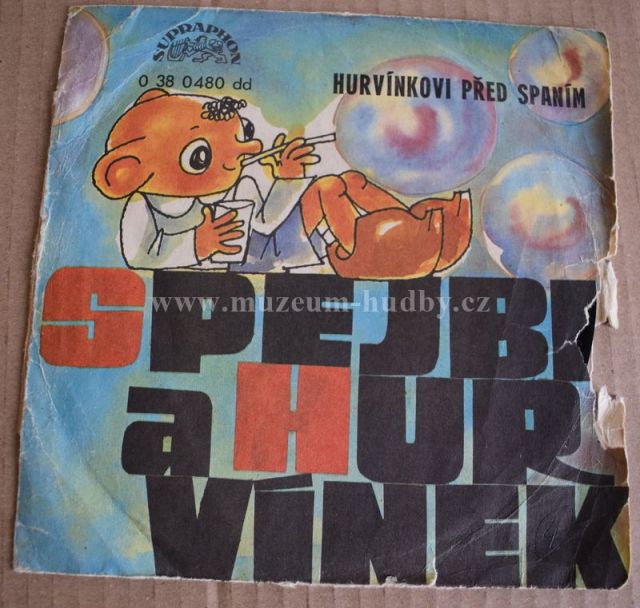 SUPRAPHON
0 38 0480 dd
HURVÍNKOVI PŘED SPANÍM
SPEJBL
www.muzeum-hudby.cz
a HUR
VÍNEK